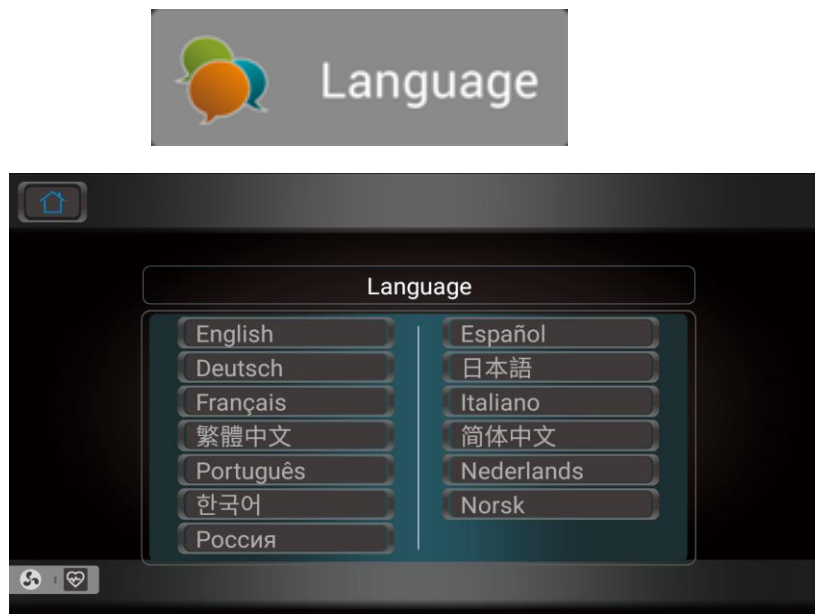 Language
Language
English
Español
Deutsch
日本語
Français
Italiano
繁體中文
简体中文
Português
Nederlands
한국어
Norsk
Россия